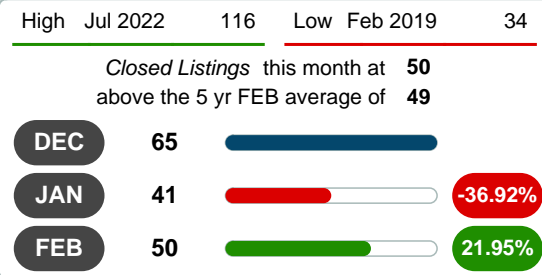 High Jul 2022 116 Low Feb 2019 34
Closed Listings this month at 50
above the 5 yr FEB average of 49
DEC 65
JAN 41 -36.92%
FEB 50 21.95%